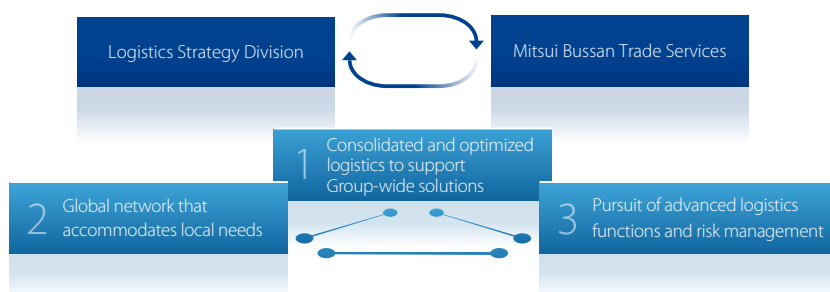 Logistics Strategy Division
Mitsui Bussan Trade Services
1
Consolidated and optimized
logistics to support
Group-wide solutions
2
Global network that
accommodates local needs
3
Pursuit of advanced logistics
functions and risk management